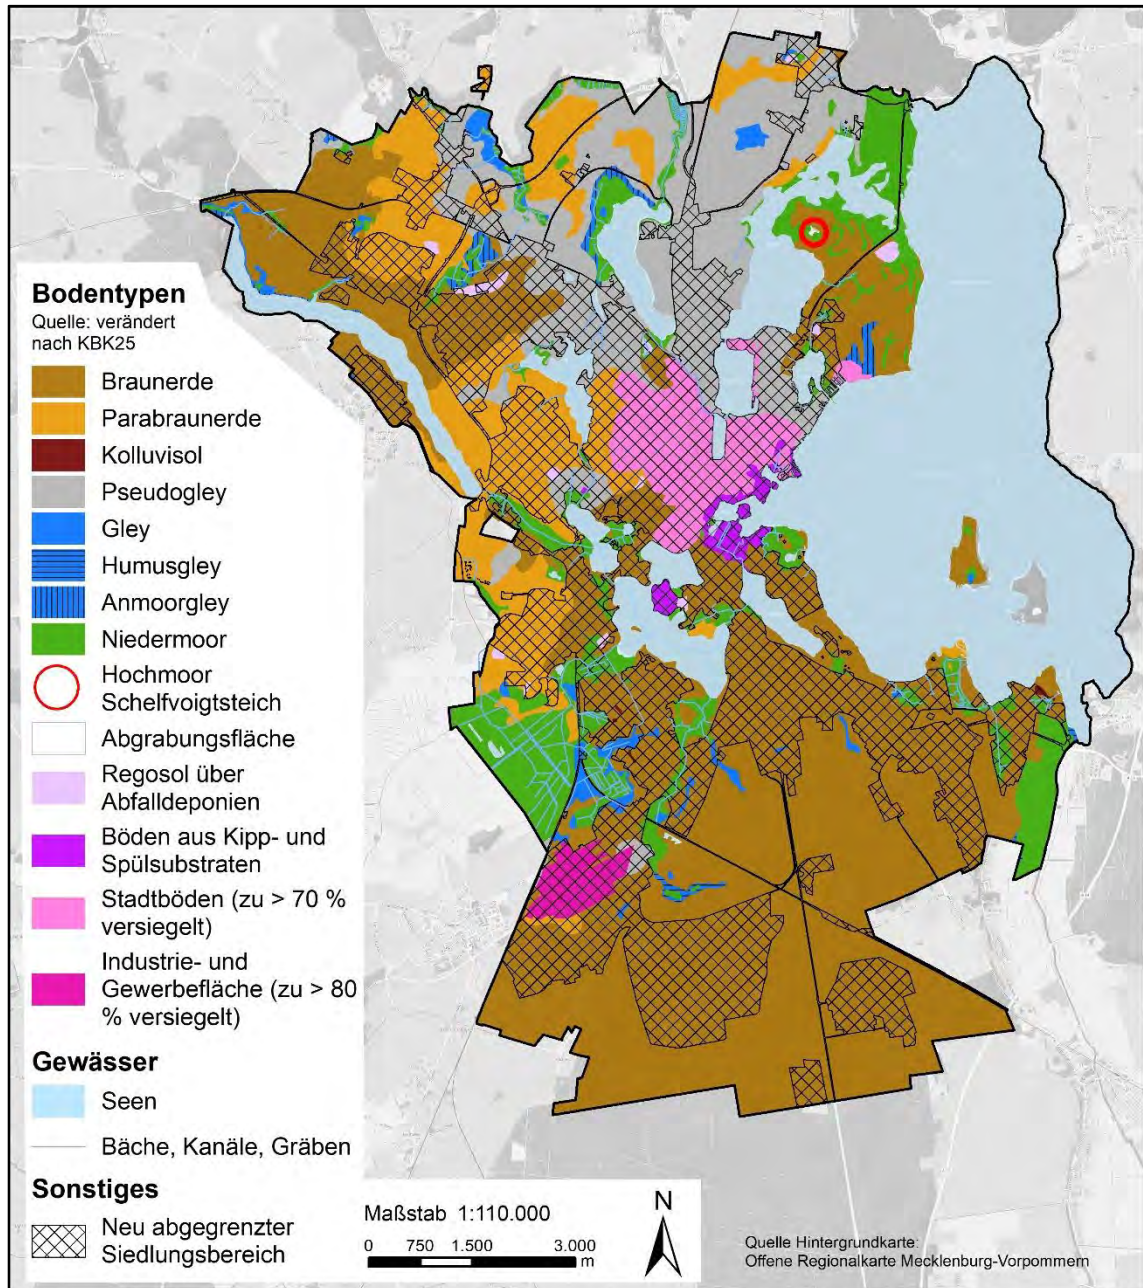 Bodentypen
Quelle: verändert
nach KBK25
Braunerde
Parabraunerde
Kolluvisol
Pseudogley
Gley
Humusgley
Anmoorgley
Niedermoor
Hochmoor
Schelfvoigtsteich
Abgrabungsfläche
Regosol über
Abfalldeponien
Böden aus Kipp- und
Spülsubstraten
Stadtböden (zu > 70 %
versiegelt)
Industrie- und
Gewerbefläche (zu > 80
% versiegelt)
Gewässer
Seen
Bäche, Kanäle, Gräben
Sonstiges
Neu abgegrenzter
Siedlungsbereich
Maßstab 1:110.000
0 750 1.500 3.000
m
N
Quelle Hintergrundkarte:
Offene Regionalkarte Mecklenburg-Vorpommern